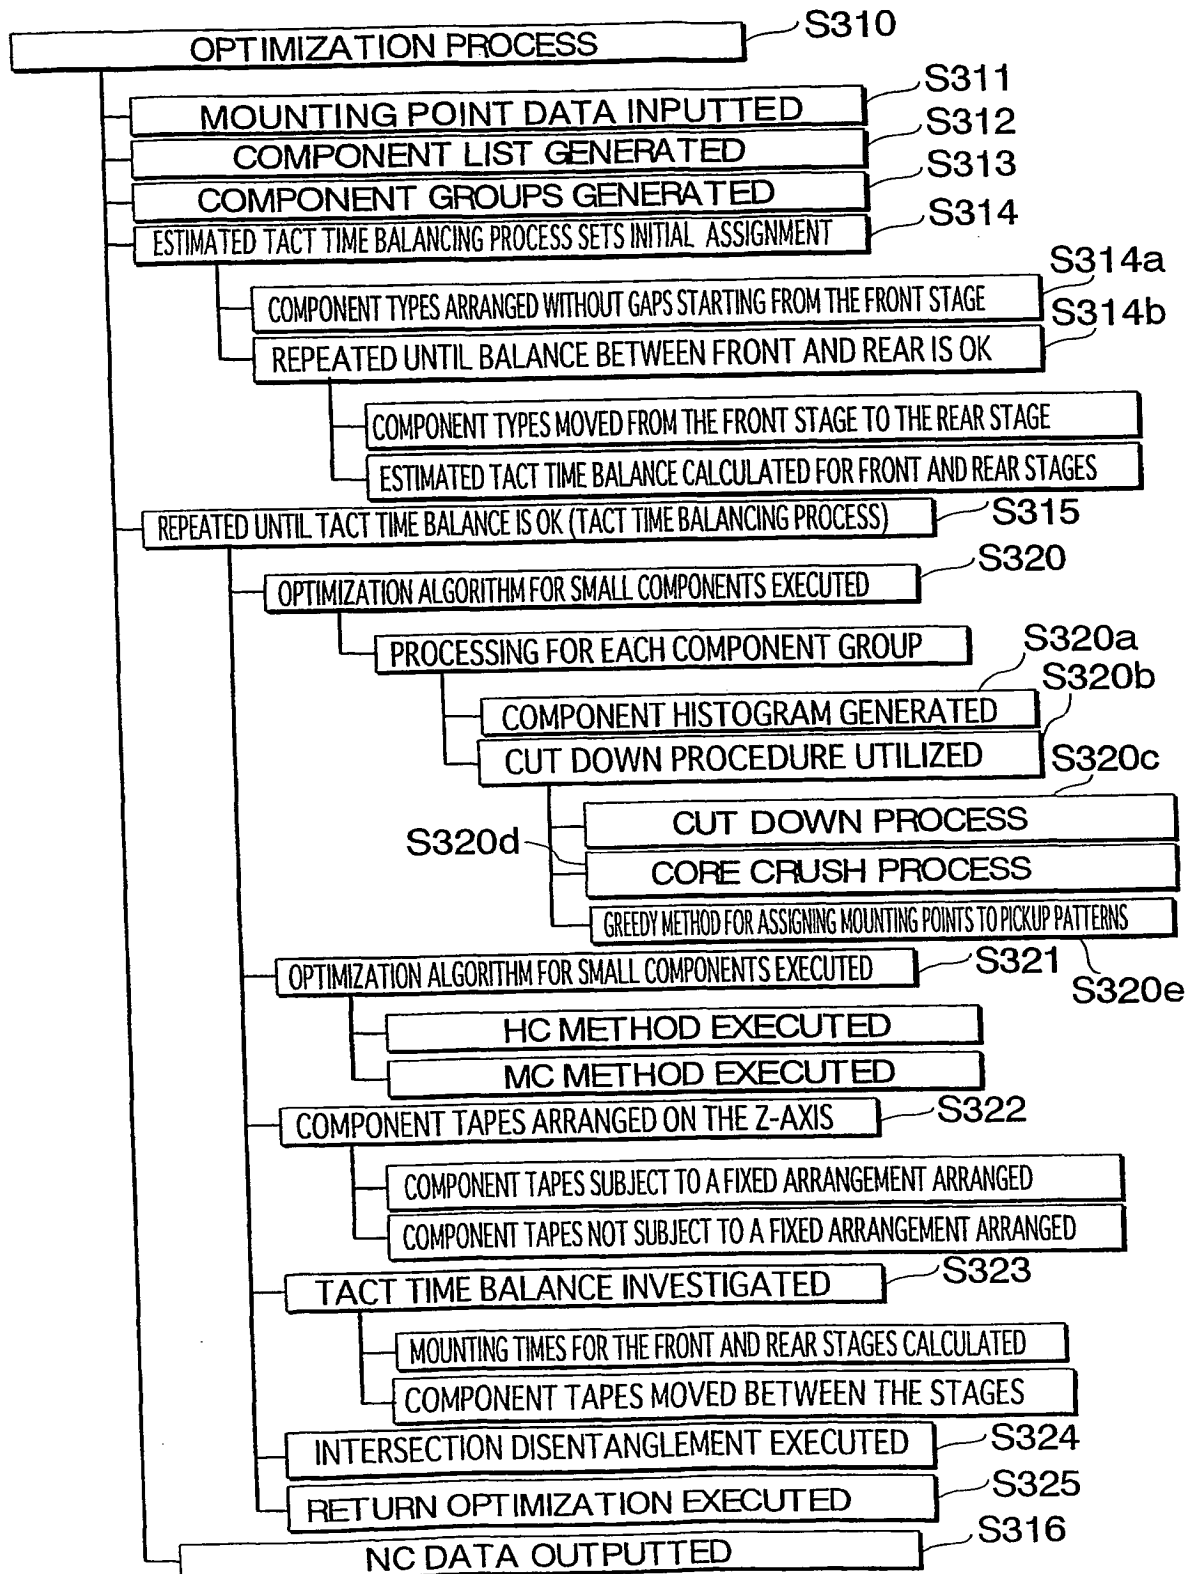 OPTIMIZATION PROCESS S310
MOUNTING POINT DATA INPUTTED S311
COMPONENT LIST GENERATED S312
COMPONENT GROUPS GENERATED S313
ESTIMATED TACT TIME BALANCING PROCESS SETS INITIAL ASSIGNMENT S314
COMPONENT TYPES ARRANGED WITHOUT GAPS STARTING FROM THE FRONT STAGE S314a
REPEATED UNTIL BALANCE BETWEEN FRONT AND REAR IS OK S314b
COMPONENT TYPES MOVED FROM THE FRONT STAGE TO THE REAR STAGE
ESTIMATED TACT TIME BALANCE CALCULATED FOR FRONT AND REAR STAGES
REPEATED UNTIL TACT TIME BALANCE IS OK (TACT TIME BALANCING PROCESS) S315
OPTIMIZATION ALGORITHM FOR SMALL COMPONENTS EXECUTED S320
PROCESSING FOR EACH COMPONENT GROUP
COMPONENT HISTOGRAM GENERATED S320a
CUT DOWN PROCEDURE UTILIZED S320b
CUT DOWN PROCESS S320c
S320d CORE CRUSH PROCESS
GREEDY METHOD FOR ASSIGNING MOUNTING POINTS TO PICKUP PATTERNS S320e
OPTIMIZATION ALGORITHM FOR SMALL COMPONENTS EXECUTED S321
HC METHOD EXECUTED
MC METHOD EXECUTED
COMPONENT TAPES ARRANGED ON THE Z-AXIS S322
COMPONENT TAPES SUBJECT TO A FIXED ARRANGEMENT ARRANGED
COMPONENT TAPES NOT SUBJECT TO A FIXED ARRANGEMENT ARRANGED
TACT TIME BALANCE INVESTIGATED S323
MOUNTING TIMES FOR THE FRONT AND REAR STAGES CALCULATED
COMPONENT TAPES MOVED BETWEEN THE STAGES
INTERSECTION DISENTANGLEMENT EXECUTED S324
RETURN OPTIMIZATION EXECUTED S325
NC DATA OUTPUTTED S316